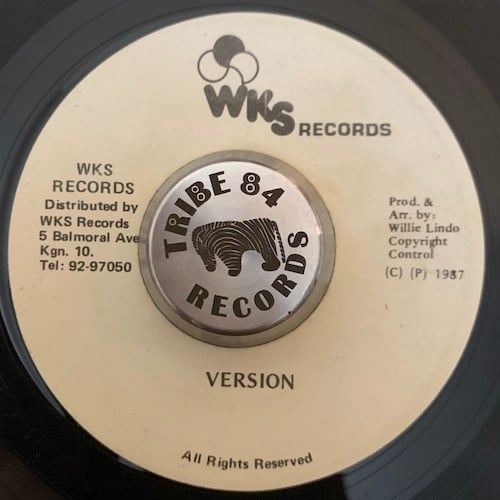 WKS RECORDS
WKS
RECORDS
Distributed by
WKS Records
5 Balmoral Ave
Kgn. 10.
Tel: 92-97050
TRIBE 84
RECORDS
Prod. &
Arr. by:
Willie Lindo
Copyright
Control
(C) (P) 1987
VERSION
All Rights Reserved